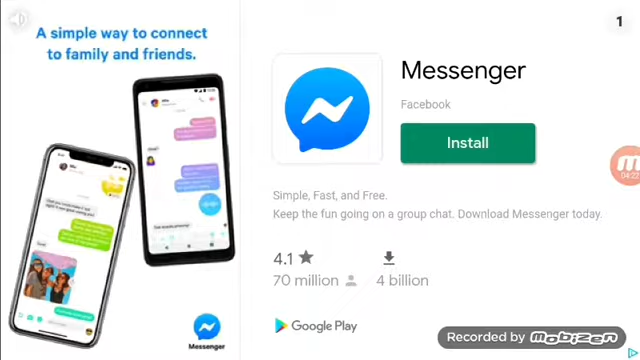 A simple way to connect
to family and friends.
Messenger
1
Messenger
Facebook
Install
Simple, Fast, and Free.
Keep the fun going on a group chat. Download Messenger today.
4.1
70 million
4 billion
Google Play
04:22
Recorded by Mobizen